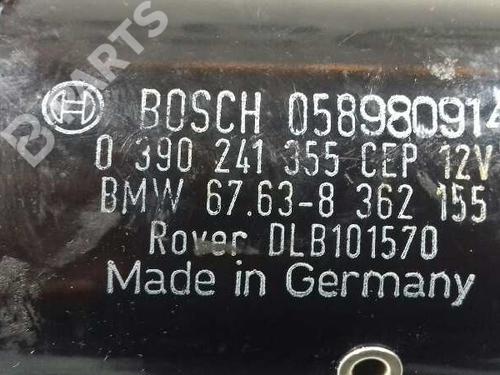 B PARTS
BOSCH 058980914
0 390 241 355 CEP 12V
BMW 67.63-8 362 155
Rover DLB101570
Made in Germany